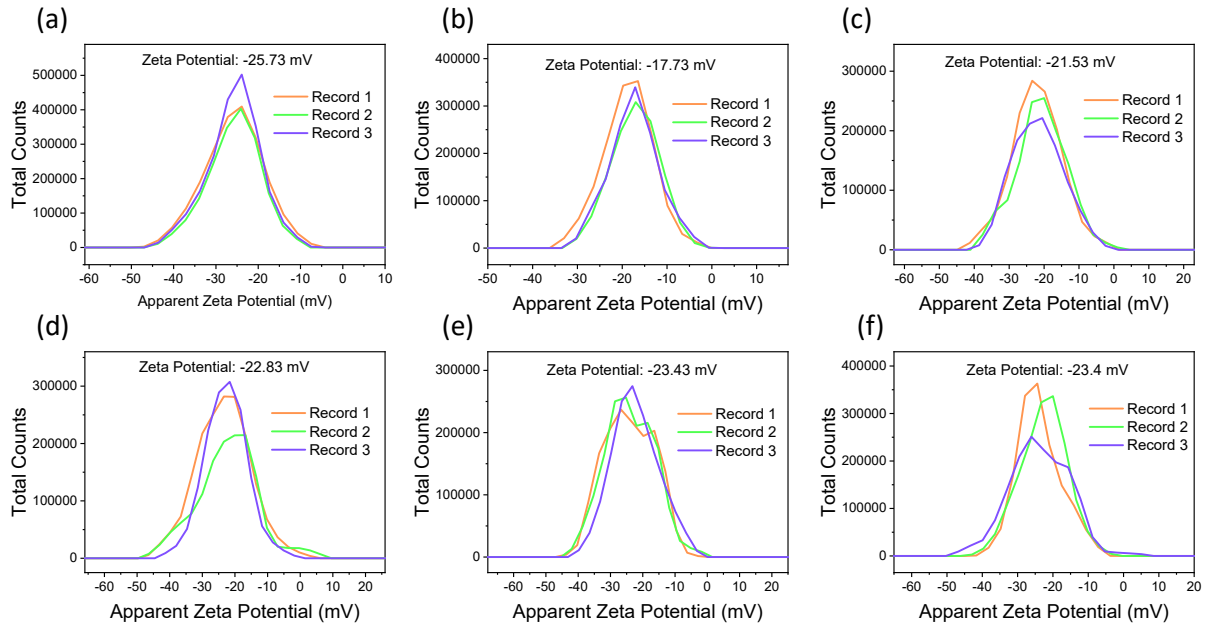 (a)
Zeta Potential: -25.73 mV
500000
400000
300000
200000
100000
0
Total Counts
Record 1
Record 2
Record 3
-60 -50 -40 -30 -20 -10 0 10
Apparent Zeta Potential (mV)
(b)
Zeta Potential: -17.73 mV
400000
300000
200000
100000
0
Total Counts
Record 1
Record 2
Record 3
-50 -40 -30 -20 -10 0 10
Apparent Zeta Potential (mV)
(c)
Zeta Potential: -21.53 mV
300000
200000
100000
0
Total Counts
Record 1
Record 2
Record 3
-60 -50 -40 -30 -20 -10 0 10 20
Apparent Zeta Potential (mV)
(d)
Zeta Potential: -22.83 mV
300000
200000
100000
0
Total Counts
Record 1
Record 2
Record 3
-60 -50 -40 -30 -20 -10 0 10 20
Apparent Zeta Potential (mV)
(e)
Zeta Potential: -23.43 mV
300000
200000
100000
0
Total Counts
Record 1
Record 2
Record 3
-60 -50 -40 -30 -20 -10 0 10 20
Apparent Zeta Potential (mV)
(f)
Zeta Potential: -23.4 mV
400000
300000
200000
100000
0
Total Counts
Record 1
Record 2
Record 3
-60 -50 -40 -30 -20 -10 0 10 20
Apparent Zeta Potential (mV)